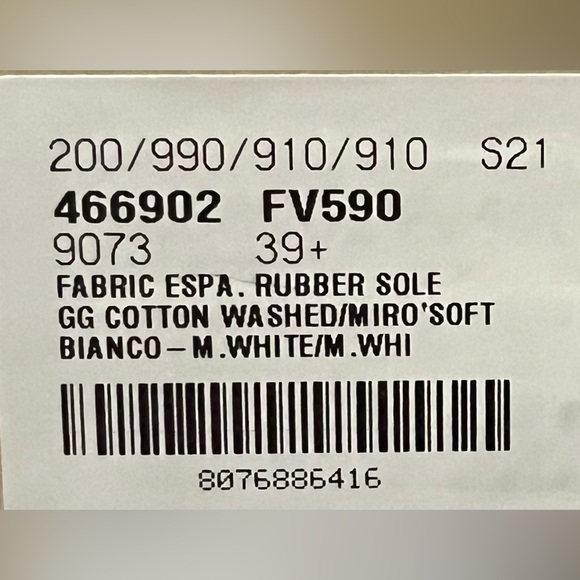 200/990/910/910 S21
466902 FV590
9073 39+
FABRIC ESPA. RUBBER SOLE
GG COTTON WASHED/MIRO'SOFT
BIANCO-M.WHITE/M.WHI
8076886416